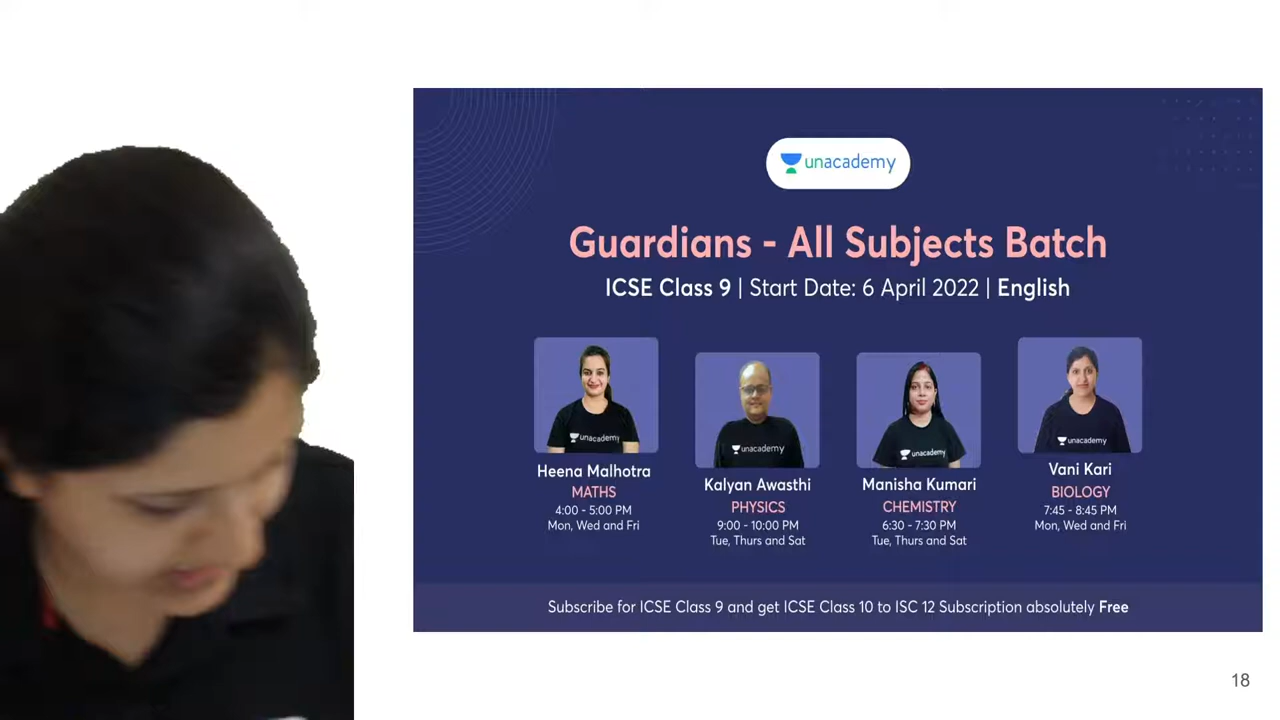 unacademy
Guardians - All Subjects Batch
ICSE Class 9 | Start Date: 6 April 2022 | English
unacademy
unacademy
unacademy
unacademy
Heena Malhotra
MATHS
4:00 - 5:00 PM
Mon, Wed and Fri
Kalyan Awasthi
PHYSICS
9:00 - 10:00 PM
Tue, Thurs and Sat
Manisha Kumari
CHEMISTRY
6:30 - 7:30 PM
Tue, Thurs and Sat
Vani Kari
BIOLOGY
7:45 - 8:45 PM
Mon, Wed and Fri
Subscribe for ICSE Class 9 and get ICSE Class 10 to ISC 12 Subscription absolutely Free
18